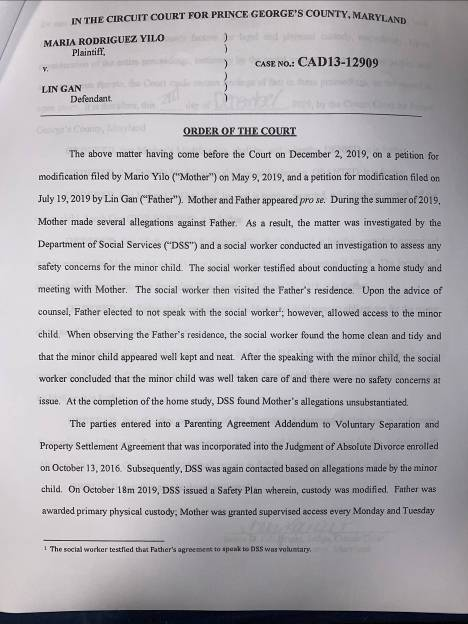 IN THE CIRCUIT COURT FOR PRINCE GEORGE'S COUNTY, MARYLAND
MARIA RODRIGUEZ YILO )
Plaintiff, )
v. ) CASE NO.: CAD13-12909
)
LIN GAN )
Defendant. )
ORDER OF THE COURT
The above matter having come before the Court on December 2, 2019, on a petition for
modification filed by Mario Yilo ("Mother") on May 9, 2019, and a petition for modification filed on
July 19, 2019 by Lin Gan ("Father"). Mother and Father appeared pro se. During the summer of 2019,
Mother made several allegations against Father. As a result, the matter was investigated by the
Department of Social Services ("DSS") and a social worker conducted an investigation to assess any
safety concerns for the minor child. The social worker testified about conducting a home study and
meeting with Mother. The social worker then visited the Father's residence. Upon the advice of
counsel, Father elected to not speak with the social worker¹; however, allowed access to the minor
child. When observing the Father's residence, the social worker found the home clean and tidy and
that the minor child appeared well kept and neat. After the speaking with the minor child, the social
worker concluded that the minor child was well taken care of and there were no safety concerns at
issue. At the completion of the home study, DSS found Mother's allegations unsubstantiated.
The parties entered into a Parenting Agreement Addendum to Voluntary Separation and
Property Settlement Agreement that was incorporated into the Judgment of Absolute Divorce enrolled
on October 13, 2016. Subsequently, DSS was again contacted based on allegations made by the minor
child. On October 18m 2019, DSS issued a Safety Plan wherein, custody was modified. Father was
awarded primary physical custody; Mother was granted supervised access every Monday and Tuesday
¹ The social worker testfied that Father's agreement to speak to DSS was voluntary.